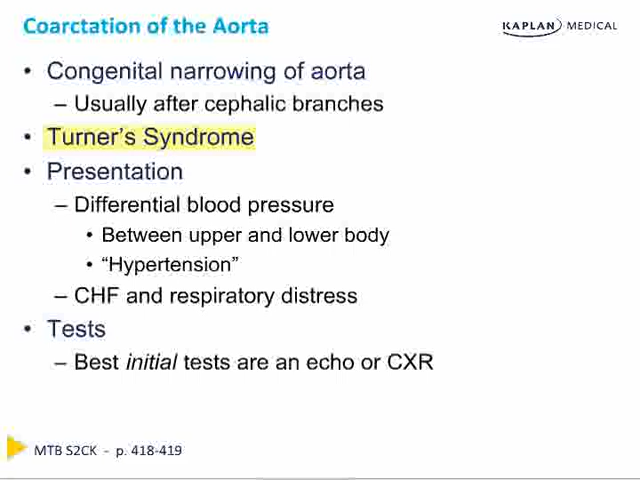 Coarctation of the Aorta
KAPLAN MEDICAL
• Congenital narrowing of aorta
– Usually after cephalic branches
• Turner's Syndrome
• Presentation
– Differential blood pressure
• Between upper and lower body
• “Hypertension”
– CHF and respiratory distress
• Tests
– Best initial tests are an echo or CXR
MTB S2CK - p. 418-419